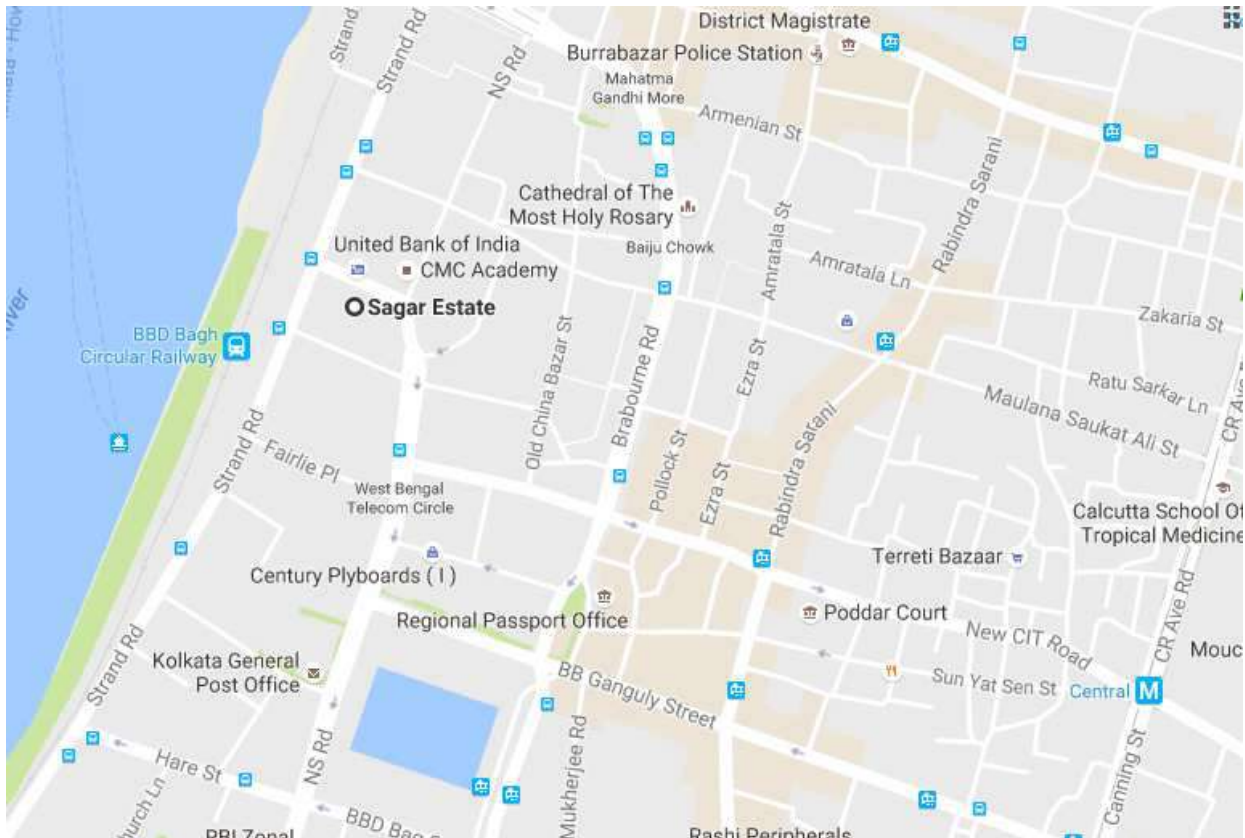 District Magistrate
Burrabazar Police Station
Strand
Strand Rd
NS Rd
Mahatma
Gandhi More
Armenian St
Rabindra Sarani
Cathedral of The
Most Holy Rosary
Amratala St
United Bank of India
Baiju Chowk
Amratala Ln
CMC Academy
Sagar Estate
Zakaria St
River
BBD Bagh
Circular Railway
Old China Bazar St
Brabourne Rd
Ezra St
Ratu Sarkar Ln
Maulana Saukat Ali St
CR Ave
Rabindra Sarani
Strand Rd
Fairlie Pl
Pollock St
Ezra St
West Bengal
Telecom Circle
Calcutta School Of
Tropical Medicine
Terreti Bazaar
Century Plyboards ( I )
Regional Passport Office
Poddar Court
New CIT Road
CR Ave Rd
Strand Rd
Kolkata General
Post Office
BB Ganguly Street
Sun Yat Sen St
Central
M
Mouc
NS Rd
Mukherjee Rd
Hare St
Canning St
Church Ln
BBD Bag
RBI Zonal
Rashi Peripherals